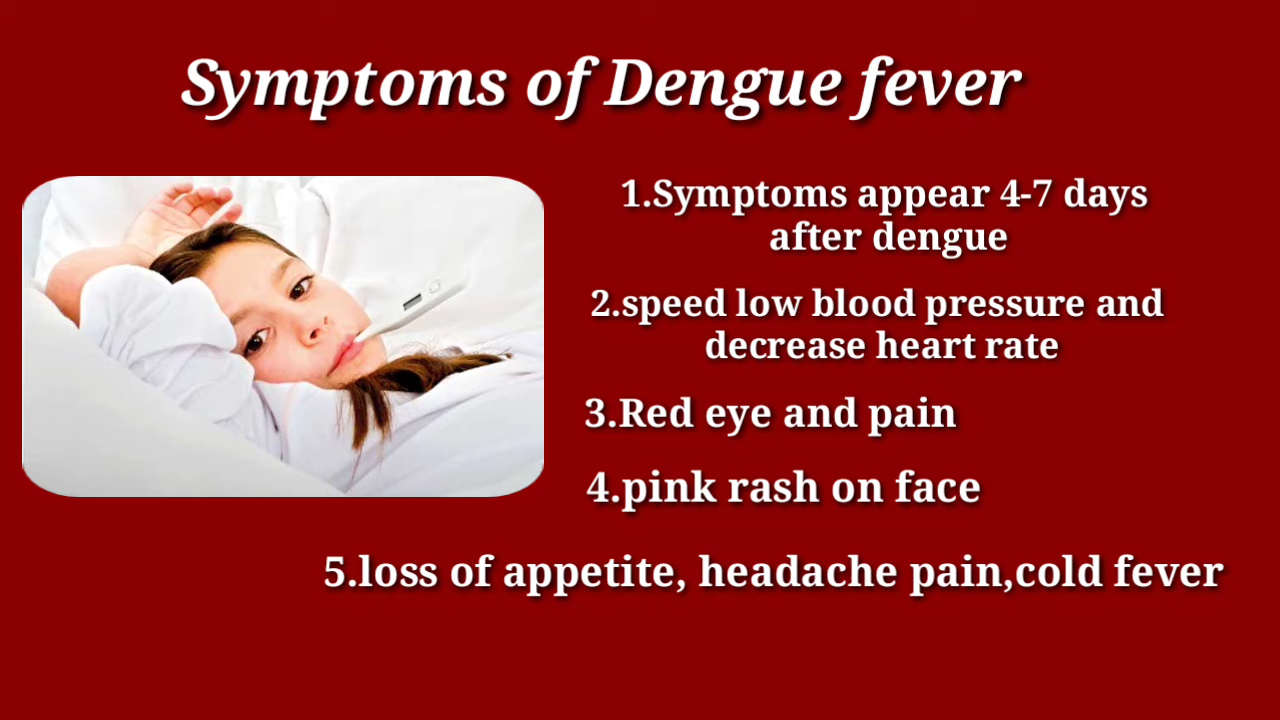 Symptoms of Dengue fever
1.Symptoms appear 4-7 days
after dengue
2.speed low blood pressure and
decrease heart rate
3.Red eye and pain
4.pink rash on face
5.loss of appetite, headache pain,cold fever